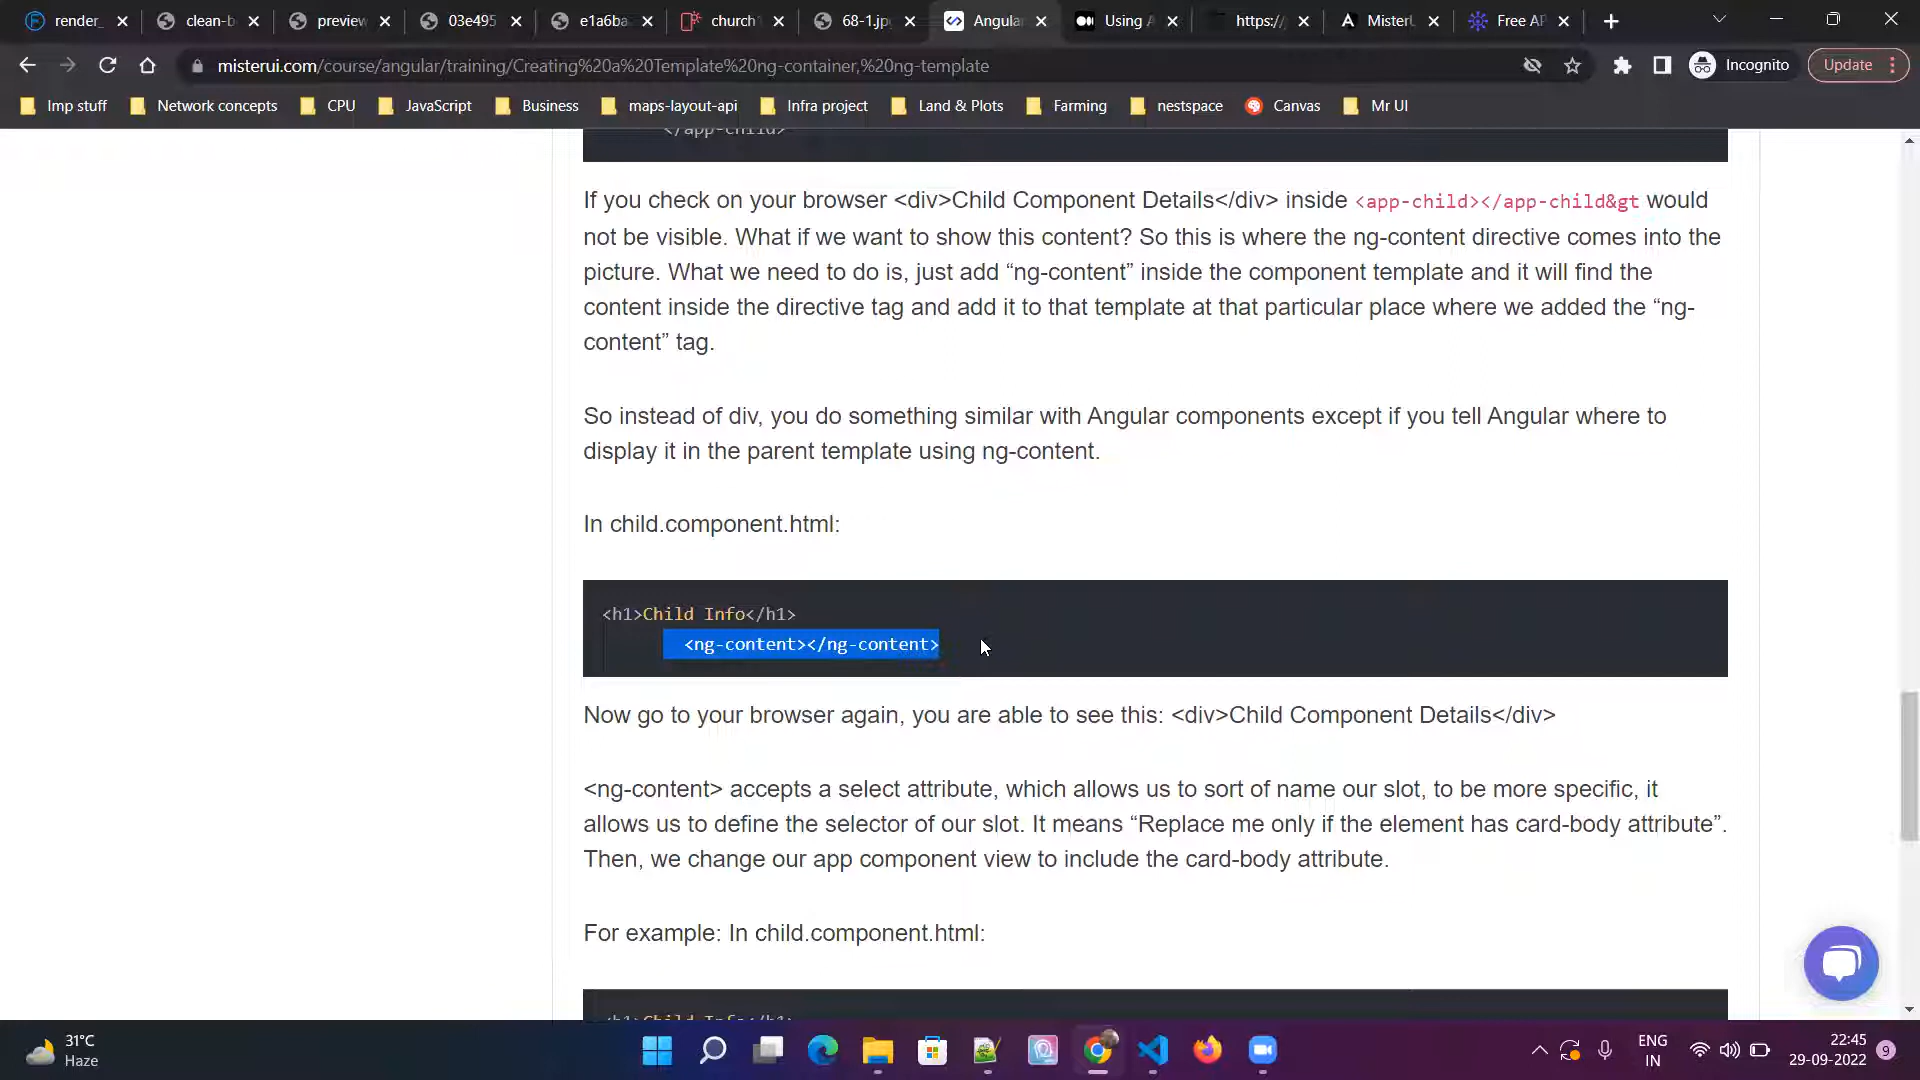 render_
clean-b
preview
03e495
e1a6ba
church
68-1.jp
Angular
Using A
https://
MisterU
Free AP
misterui.com/course/angular/training/Creating%20a%20Template%20ng-container,%20ng-template
Incognito
Update
Imp stuff
Network concepts
CPU
JavaScript
Business
maps-layout-api
Infra project
Land & Plots
Farming
nestspace
Canvas
Mr UI
</app-child>
If you check on your browser <div>Child Component Details</div> inside <app-child></app-child&gt would
not be visible. What if we want to show this content? So this is where the ng-content directive comes into the
picture. What we need to do is, just add “ng-content” inside the component template and it will find the
content inside the directive tag and add it to that template at that particular place where we added the “ng-
content” tag.
So instead of div, you do something similar with Angular components except if you tell Angular where to
display it in the parent template using ng-content.
In child.component.html:
<h1>Child Info</h1>
<ng-content></ng-content>
Now go to your browser again, you are able to see this: <div>Child Component Details</div>
<ng-content> accepts a select attribute, which allows us to sort of name our slot, to be more specific, it
allows us to define the selector of our slot. It means “Replace me only if the element has card-body attribute”.
Then, we change our app component view to include the card-body attribute.
For example: In child.component.html:
<h1>Child Info</h1>
31°C
Haze
ENG
IN
22:45
29-09-2022
9